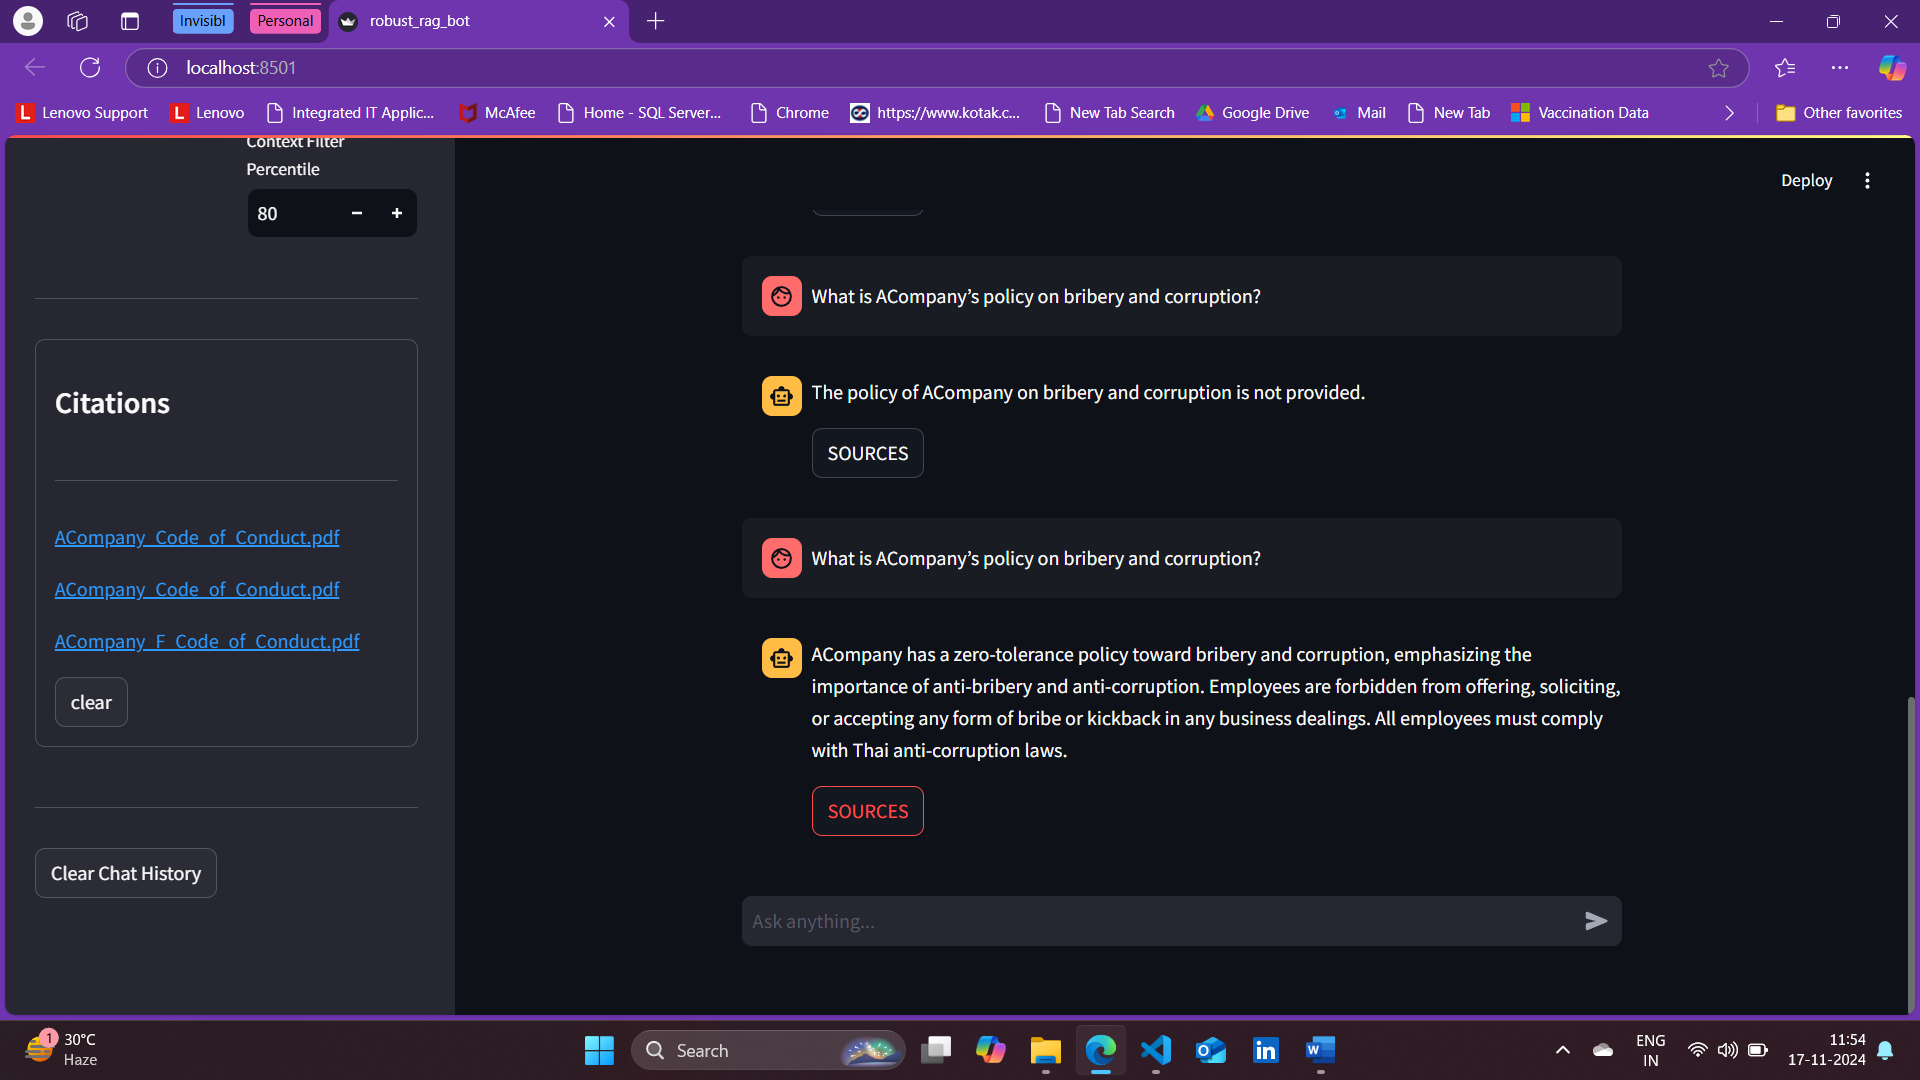 Invisibl
Personal
robust_rag_bot
localhost:8501
Lenovo Support
Lenovo
Integrated IT Applic...
McAfee
Home - SQL Server...
Chrome
https://www.kotak.c...
New Tab Search
Google Drive
Mail
New Tab
Vaccination Data
Other favorites
Context Filter
Percentile
80
Citations
ACompany_Code_of_Conduct.pdf
ACompany_Code_of_Conduct.pdf
ACompany_F_Code_of_Conduct.pdf
clear
Clear Chat History
Deploy
What is ACompany’s policy on bribery and corruption?
The policy of ACompany on bribery and corruption is not provided.
SOURCES
What is ACompany’s policy on bribery and corruption?
ACompany has a zero-tolerance policy toward bribery and corruption, emphasizing the
importance of anti-bribery and anti-corruption. Employees are forbidden from offering, soliciting,
or accepting any form of bribe or kickback in any business dealings. All employees must comply
with Thai anti-corruption laws.
SOURCES
Ask anything...
1
30°C
Haze
Search
ENG
IN
11:54
17-11-2024